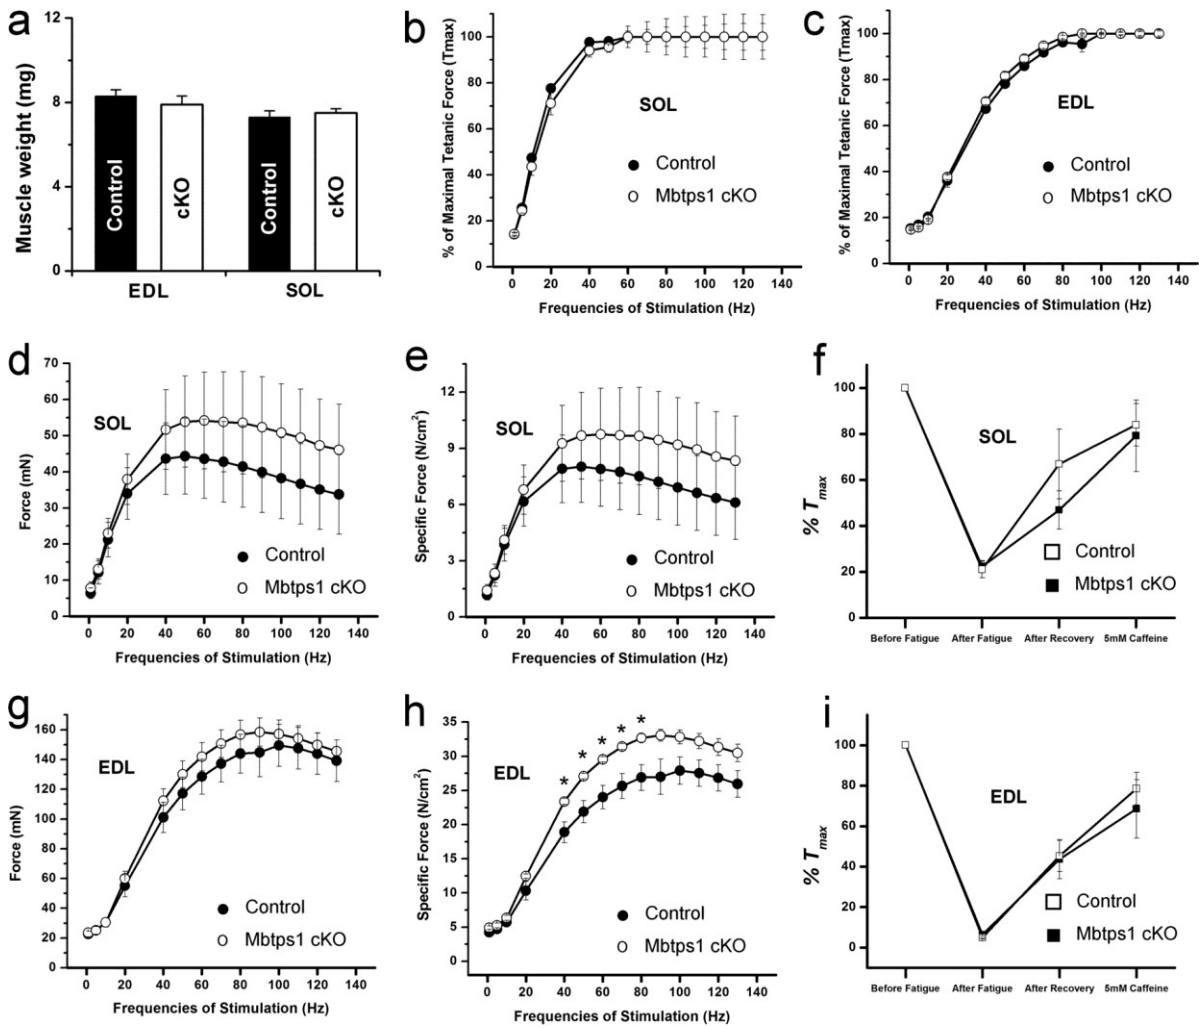 a
Muscle weight (mg)
12
8
4
0
Control
cKO
Control
cKO
EDL
SOL
b
% of Maximal Tetanic Force (Tmax)
100
80
60
40
20
0
SOL
Control
Mbtps1 cKO
0 20 40 60 80 100 120 140
Frequencies of Stimulation (Hz)
c
% of Maximal Tetanic Force (Tmax)
100
80
60
40
20
0
EDL
Control
Mbtps1 cKO
0 20 40 60 80 100 120 140
Frequencies of Stimulation (Hz)
d
Force (mN)
70
60
50
40
30
20
10
0
SOL
Control
Mbtps1 cKO
0 20 40 60 80 100 120 140
Frequencies of Stimulation (Hz)
e
Specific Force (N/cm²)
12
9
6
3
0
SOL
Control
Mbtps1 cKO
0 20 40 60 80 100 120 140
Frequencies of Stimulation (Hz)
f
% Tmax
100
80
60
40
20
0
SOL
Control
Mbtps1 cKO
Before Fatigue After Fatigue After Recovery 5mM Caffeine
g
Force (mN)
160
140
120
100
80
60
40
20
0
EDL
Control
Mbtps1 cKO
0 20 40 60 80 100 120 140
Frequencies of Stimulation (Hz)
h
Specific Force (N/cm²)
35
30
25
20
15
10
5
0
EDL
* * * * *
Control
Mbtps1 cKO
0 20 40 60 80 100 120 140
Frequencies of Stimulation (Hz)
i
% Tmax
100
80
60
40
20
0
EDL
Control
Mbtps1 cKO
Before Fatigue After Fatigue After Recovery 5mM Caffeine